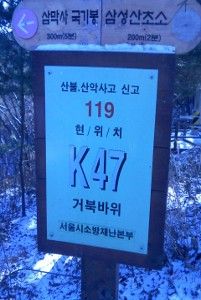 삼막사 국기봉 삼성산초소
300m(5분) 200m(2분)
산불.산악사고 신고
119
현/위/치
K47
거북바위
서울시소방재난본부